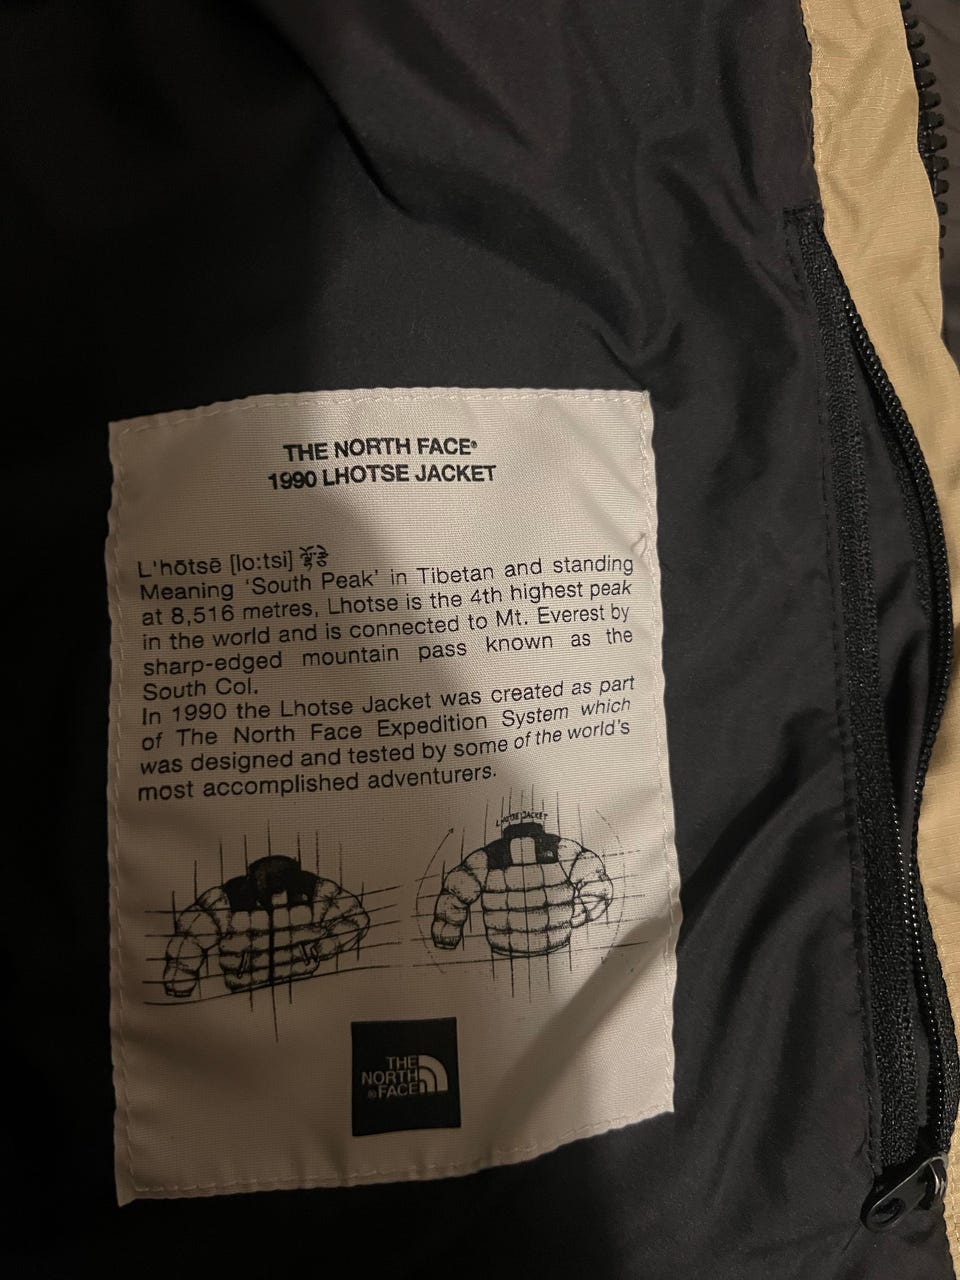 THE NORTH FACE®
1990 LHOTSE JACKET
L'hōtsē [lo:tsi]
Meaning 'South Peak' in Tibetan and standing
at 8,516 metres, Lhotse is the 4th highest peak
in the world and is connected to Mt. Everest by
sharp-edged mountain pass known as the
South Col.
In 1990 the Lhotse Jacket was created as part
of The North Face Expedition System which
was designed and tested by some of the world's
most accomplished adventurers.
LHOTSE JACKET
THE
NORTH
®FACE